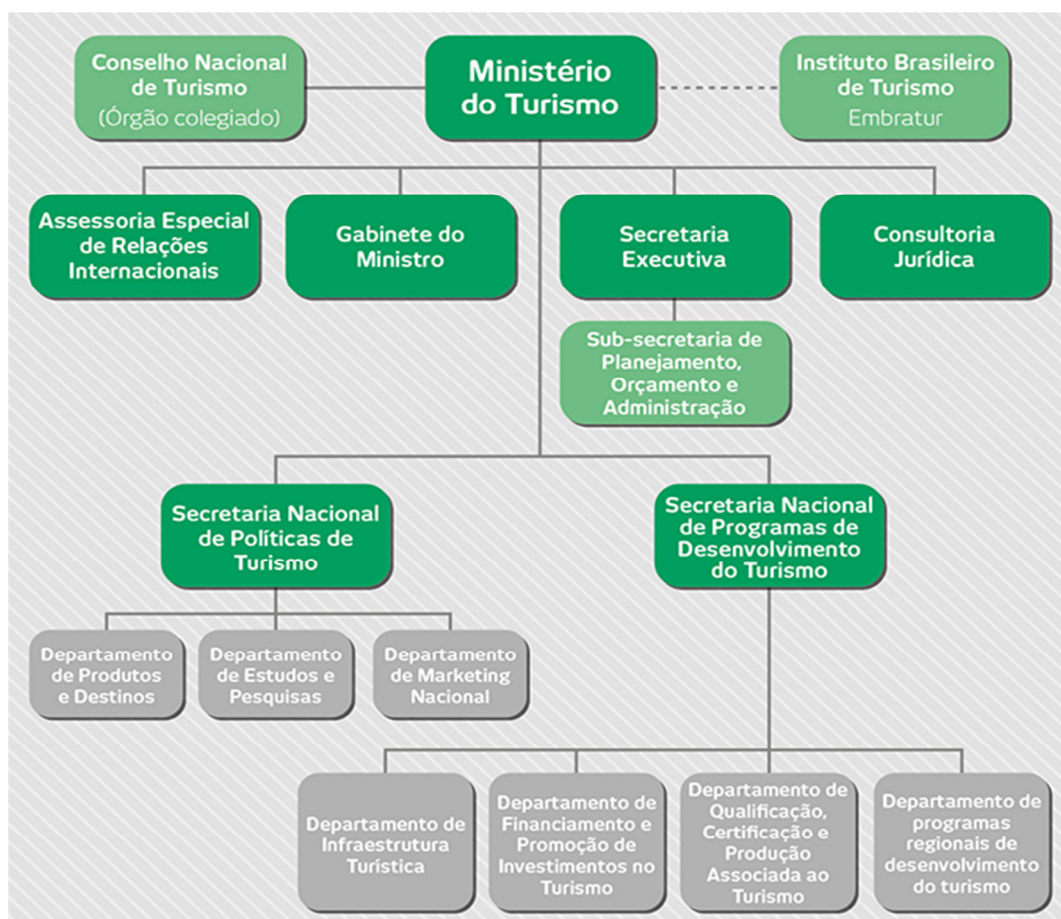 Conselho Nacional
de Turismo
(Órgão colegiado)
Ministério
do Turismo
Instituto Brasileiro
de Turismo
Embratur
Assessoria Especial
de Relações
Internacionais
Gabinete do
Ministro
Secretaria
Executiva
Consultoria
Jurídica
Sub-secretaria de
Planejamento,
Orçamento e
Administração
Secretaria Nacional
de Políticas de
Turismo
Secretaria Nacional
de Programas de
Desenvolvimento
do Turismo
Departamento
de Produtos
e Destinos
Departamento
de Estudos e
Pesquisas
Departamento
de Marketing
Nacional
Departamento de
Infraestrutura
Turística
Departamento de
Financiamento e
Promoção de
Investimentos no
Turismo
Departamento de
Qualificação,
Certificação e
Produção
Associada ao
Turismo
Departamento de
programas
regionais de
desenvolvimento
do turismo